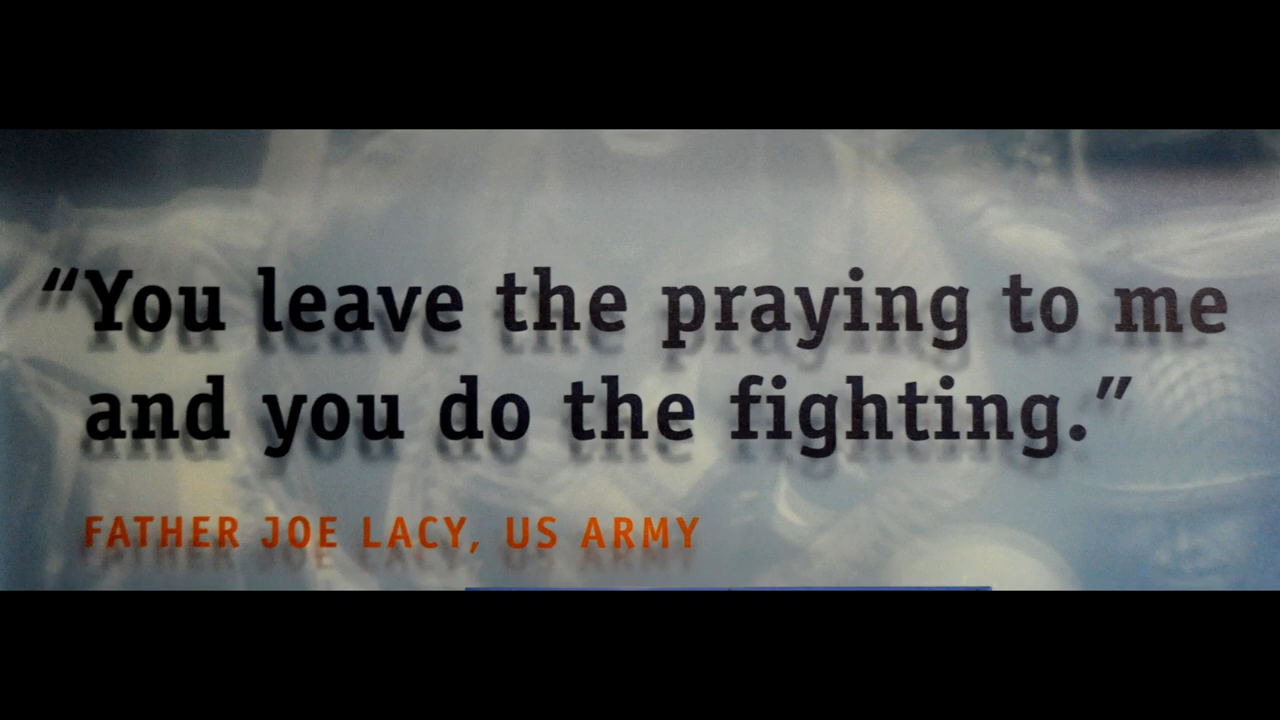 “You leave the praying to me
and you do the fighting.”
FATHER JOE LACY, US ARMY